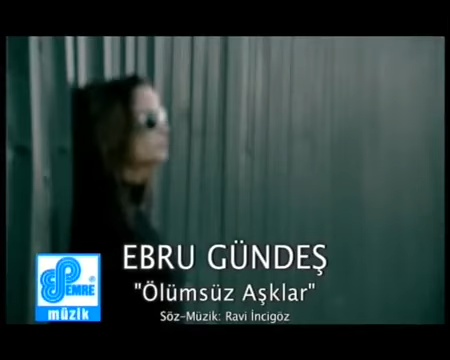 EBRU GÜNDEŞ
"Ölümsüz Aşklar"
Söz-Müzik: Ravi İncigöz
EMRE ®
müzik